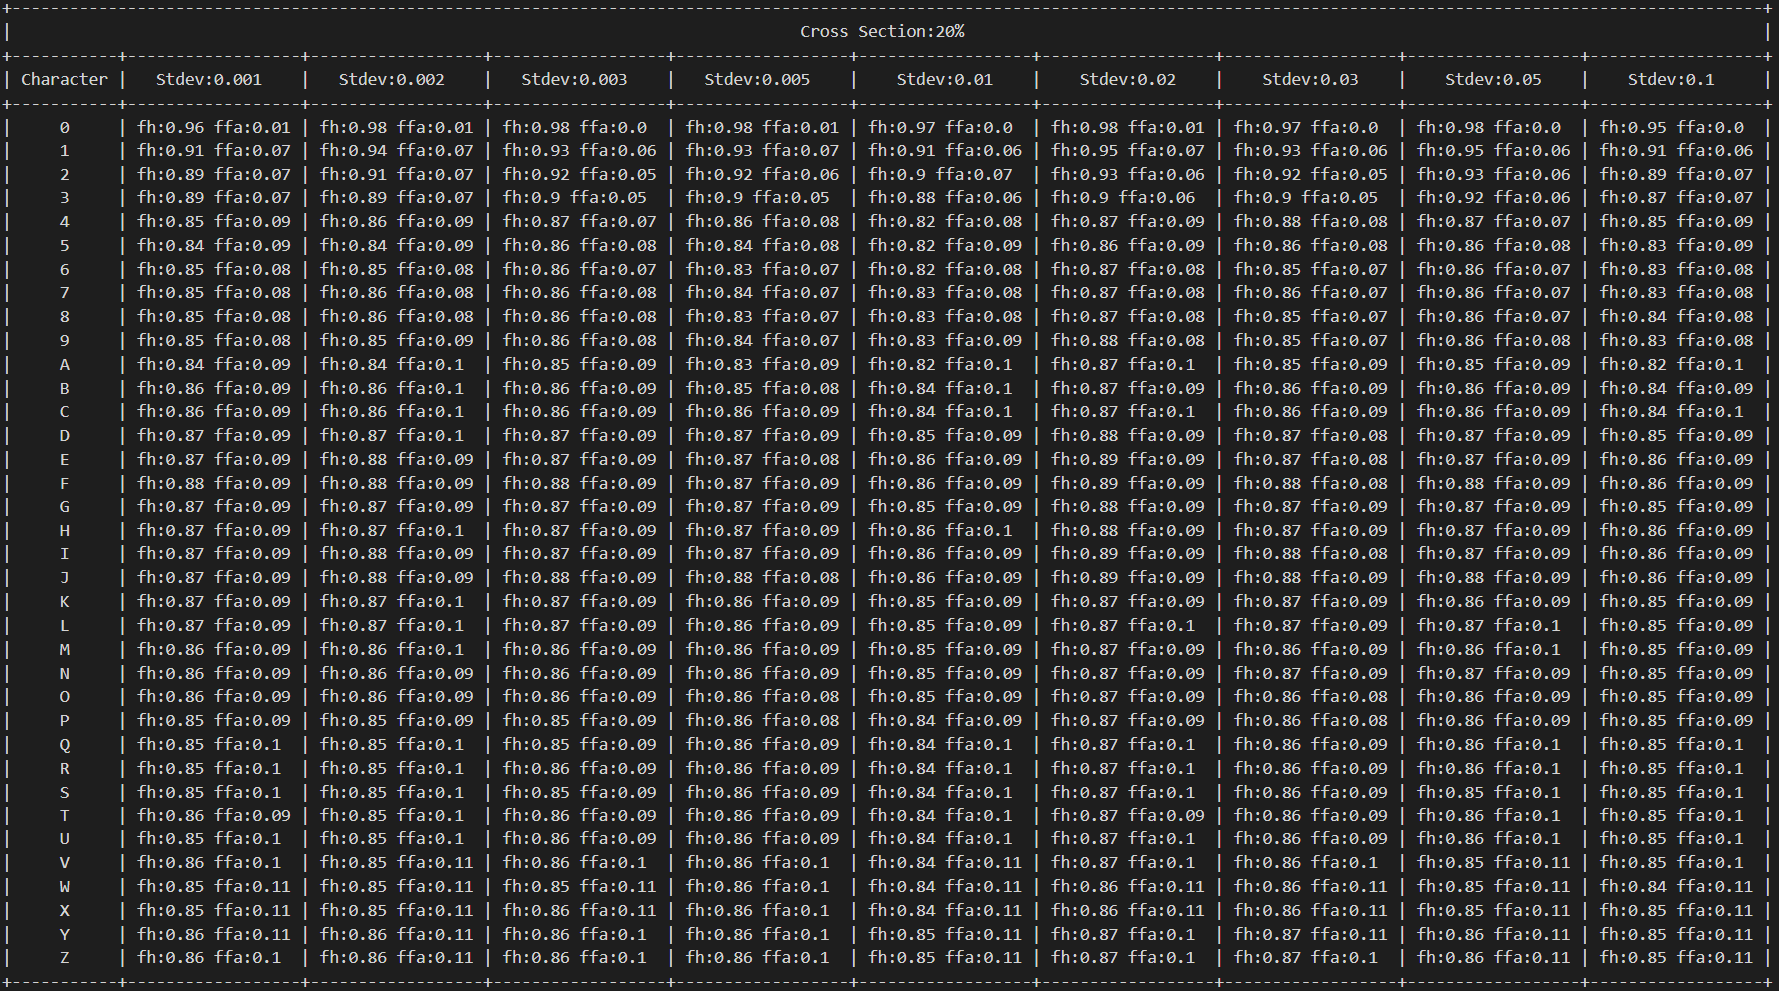 +-----------------------------------------------------------------------------------------------------------------------------------------------------------------------------------------+
|                                                                                   Cross Section:20%                                                                                    |
+-----------+------------------+------------------+------------------+------------------+------------------+------------------+------------------+------------------+------------------+
| Character |   Stdev:0.001    |   Stdev:0.002    |   Stdev:0.003    |   Stdev:0.005    |    Stdev:0.01    |    Stdev:0.02    |    Stdev:0.03    |    Stdev:0.05    |    Stdev:0.1     |
+-----------+------------------+------------------+------------------+------------------+------------------+------------------+------------------+------------------+------------------+
| 0 | fh:0.96 ffa:0.01 | fh:0.98 ffa:0.01 | fh:0.98 ffa:0.0 | fh:0.98 ffa:0.01 | fh:0.97 ffa:0.0 | fh:0.98 ffa:0.01 | fh:0.97 ffa:0.0 | fh:0.98 ffa:0.0 | fh:0.95 ffa:0.0 |
| 1 | fh:0.91 ffa:0.07 | fh:0.94 ffa:0.07 | fh:0.93 ffa:0.06 | fh:0.93 ffa:0.07 | fh:0.91 ffa:0.06 | fh:0.95 ffa:0.07 | fh:0.93 ffa:0.06 | fh:0.95 ffa:0.06 | fh:0.91 ffa:0.06 |
| 2 | fh:0.89 ffa:0.07 | fh:0.91 ffa:0.07 | fh:0.92 ffa:0.05 | fh:0.92 ffa:0.06 | fh:0.9 ffa:0.07 | fh:0.93 ffa:0.06 | fh:0.92 ffa:0.05 | fh:0.93 ffa:0.06 | fh:0.89 ffa:0.07 |
| 3 | fh:0.89 ffa:0.07 | fh:0.89 ffa:0.07 | fh:0.9 ffa:0.05 | fh:0.9 ffa:0.05 | fh:0.88 ffa:0.06 | fh:0.9 ffa:0.06 | fh:0.9 ffa:0.05 | fh:0.92 ffa:0.06 | fh:0.87 ffa:0.07 |
| 4 | fh:0.85 ffa:0.09 | fh:0.86 ffa:0.09 | fh:0.87 ffa:0.07 | fh:0.86 ffa:0.08 | fh:0.82 ffa:0.08 | fh:0.87 ffa:0.09 | fh:0.88 ffa:0.08 | fh:0.87 ffa:0.07 | fh:0.85 ffa:0.09 |
| 5 | fh:0.84 ffa:0.09 | fh:0.84 ffa:0.09 | fh:0.86 ffa:0.08 | fh:0.84 ffa:0.08 | fh:0.82 ffa:0.09 | fh:0.86 ffa:0.09 | fh:0.86 ffa:0.08 | fh:0.86 ffa:0.08 | fh:0.83 ffa:0.09 |
| 6 | fh:0.85 ffa:0.08 | fh:0.85 ffa:0.08 | fh:0.86 ffa:0.07 | fh:0.83 ffa:0.07 | fh:0.82 ffa:0.08 | fh:0.87 ffa:0.08 | fh:0.85 ffa:0.07 | fh:0.86 ffa:0.07 | fh:0.83 ffa:0.08 |
| 7 | fh:0.85 ffa:0.08 | fh:0.86 ffa:0.08 | fh:0.86 ffa:0.08 | fh:0.84 ffa:0.07 | fh:0.83 ffa:0.08 | fh:0.87 ffa:0.08 | fh:0.86 ffa:0.07 | fh:0.86 ffa:0.07 | fh:0.83 ffa:0.08 |
| 8 | fh:0.85 ffa:0.08 | fh:0.86 ffa:0.08 | fh:0.86 ffa:0.08 | fh:0.83 ffa:0.07 | fh:0.83 ffa:0.08 | fh:0.87 ffa:0.08 | fh:0.85 ffa:0.07 | fh:0.86 ffa:0.07 | fh:0.84 ffa:0.08 |
| 9 | fh:0.85 ffa:0.08 | fh:0.85 ffa:0.09 | fh:0.86 ffa:0.08 | fh:0.84 ffa:0.07 | fh:0.83 ffa:0.09 | fh:0.88 ffa:0.08 | fh:0.85 ffa:0.07 | fh:0.86 ffa:0.08 | fh:0.83 ffa:0.08 |
| A | fh:0.84 ffa:0.09 | fh:0.84 ffa:0.1 | fh:0.85 ffa:0.09 | fh:0.83 ffa:0.09 | fh:0.82 ffa:0.1 | fh:0.87 ffa:0.1 | fh:0.85 ffa:0.09 | fh:0.85 ffa:0.09 | fh:0.82 ffa:0.1 |
| B | fh:0.86 ffa:0.09 | fh:0.86 ffa:0.1 | fh:0.86 ffa:0.09 | fh:0.85 ffa:0.08 | fh:0.84 ffa:0.1 | fh:0.87 ffa:0.09 | fh:0.86 ffa:0.09 | fh:0.86 ffa:0.09 | fh:0.84 ffa:0.09 |
| C | fh:0.86 ffa:0.09 | fh:0.86 ffa:0.1 | fh:0.86 ffa:0.09 | fh:0.86 ffa:0.09 | fh:0.84 ffa:0.1 | fh:0.87 ffa:0.1 | fh:0.86 ffa:0.09 | fh:0.86 ffa:0.09 | fh:0.84 ffa:0.1 |
| D | fh:0.87 ffa:0.09 | fh:0.87 ffa:0.1 | fh:0.87 ffa:0.09 | fh:0.87 ffa:0.09 | fh:0.85 ffa:0.09 | fh:0.88 ffa:0.09 | fh:0.87 ffa:0.08 | fh:0.87 ffa:0.09 | fh:0.85 ffa:0.09 |
| E | fh:0.87 ffa:0.09 | fh:0.88 ffa:0.09 | fh:0.87 ffa:0.09 | fh:0.87 ffa:0.08 | fh:0.86 ffa:0.09 | fh:0.89 ffa:0.09 | fh:0.87 ffa:0.08 | fh:0.87 ffa:0.09 | fh:0.86 ffa:0.09 |
| F | fh:0.88 ffa:0.09 | fh:0.88 ffa:0.09 | fh:0.88 ffa:0.09 | fh:0.87 ffa:0.09 | fh:0.86 ffa:0.09 | fh:0.89 ffa:0.09 | fh:0.88 ffa:0.08 | fh:0.88 ffa:0.09 | fh:0.86 ffa:0.09 |
| G | fh:0.87 ffa:0.09 | fh:0.87 ffa:0.09 | fh:0.87 ffa:0.09 | fh:0.87 ffa:0.09 | fh:0.85 ffa:0.09 | fh:0.88 ffa:0.09 | fh:0.87 ffa:0.09 | fh:0.87 ffa:0.09 | fh:0.85 ffa:0.09 |
| H | fh:0.87 ffa:0.09 | fh:0.87 ffa:0.1 | fh:0.87 ffa:0.09 | fh:0.87 ffa:0.09 | fh:0.86 ffa:0.1 | fh:0.88 ffa:0.09 | fh:0.87 ffa:0.09 | fh:0.87 ffa:0.09 | fh:0.86 ffa:0.09 |
| I | fh:0.87 ffa:0.09 | fh:0.88 ffa:0.09 | fh:0.87 ffa:0.09 | fh:0.87 ffa:0.09 | fh:0.86 ffa:0.09 | fh:0.89 ffa:0.09 | fh:0.88 ffa:0.08 | fh:0.87 ffa:0.09 | fh:0.86 ffa:0.09 |
| J | fh:0.87 ffa:0.09 | fh:0.88 ffa:0.09 | fh:0.88 ffa:0.09 | fh:0.88 ffa:0.08 | fh:0.86 ffa:0.09 | fh:0.89 ffa:0.09 | fh:0.88 ffa:0.09 | fh:0.88 ffa:0.09 | fh:0.86 ffa:0.09 |
| K | fh:0.87 ffa:0.09 | fh:0.87 ffa:0.1 | fh:0.87 ffa:0.09 | fh:0.86 ffa:0.09 | fh:0.85 ffa:0.09 | fh:0.87 ffa:0.09 | fh:0.87 ffa:0.09 | fh:0.86 ffa:0.09 | fh:0.85 ffa:0.09 |
| L | fh:0.87 ffa:0.09 | fh:0.87 ffa:0.1 | fh:0.87 ffa:0.09 | fh:0.86 ffa:0.09 | fh:0.85 ffa:0.09 | fh:0.87 ffa:0.1 | fh:0.87 ffa:0.09 | fh:0.87 ffa:0.1 | fh:0.85 ffa:0.09 |
| M | fh:0.86 ffa:0.09 | fh:0.86 ffa:0.1 | fh:0.86 ffa:0.09 | fh:0.86 ffa:0.09 | fh:0.85 ffa:0.09 | fh:0.87 ffa:0.09 | fh:0.86 ffa:0.09 | fh:0.86 ffa:0.1 | fh:0.85 ffa:0.09 |
| N | fh:0.86 ffa:0.09 | fh:0.86 ffa:0.09 | fh:0.86 ffa:0.09 | fh:0.86 ffa:0.09 | fh:0.85 ffa:0.09 | fh:0.87 ffa:0.09 | fh:0.87 ffa:0.09 | fh:0.87 ffa:0.09 | fh:0.85 ffa:0.09 |
| O | fh:0.86 ffa:0.09 | fh:0.86 ffa:0.09 | fh:0.86 ffa:0.09 | fh:0.86 ffa:0.08 | fh:0.85 ffa:0.09 | fh:0.87 ffa:0.09 | fh:0.86 ffa:0.08 | fh:0.86 ffa:0.09 | fh:0.85 ffa:0.09 |
| P | fh:0.85 ffa:0.09 | fh:0.85 ffa:0.09 | fh:0.85 ffa:0.09 | fh:0.86 ffa:0.08 | fh:0.84 ffa:0.09 | fh:0.87 ffa:0.09 | fh:0.86 ffa:0.08 | fh:0.86 ffa:0.09 | fh:0.85 ffa:0.09 |
| Q | fh:0.85 ffa:0.1 | fh:0.85 ffa:0.1 | fh:0.85 ffa:0.09 | fh:0.86 ffa:0.09 | fh:0.84 ffa:0.1 | fh:0.87 ffa:0.1 | fh:0.86 ffa:0.09 | fh:0.86 ffa:0.1 | fh:0.85 ffa:0.1 |
| R | fh:0.85 ffa:0.1 | fh:0.85 ffa:0.1 | fh:0.86 ffa:0.09 | fh:0.86 ffa:0.09 | fh:0.84 ffa:0.1 | fh:0.87 ffa:0.1 | fh:0.86 ffa:0.09 | fh:0.86 ffa:0.1 | fh:0.85 ffa:0.1 |
| S | fh:0.85 ffa:0.1 | fh:0.85 ffa:0.1 | fh:0.85 ffa:0.09 | fh:0.86 ffa:0.09 | fh:0.84 ffa:0.1 | fh:0.87 ffa:0.1 | fh:0.86 ffa:0.09 | fh:0.85 ffa:0.1 | fh:0.85 ffa:0.1 |
| T | fh:0.86 ffa:0.09 | fh:0.85 ffa:0.1 | fh:0.86 ffa:0.09 | fh:0.86 ffa:0.09 | fh:0.84 ffa:0.1 | fh:0.87 ffa:0.09 | fh:0.86 ffa:0.09 | fh:0.86 ffa:0.1 | fh:0.85 ffa:0.1 |
| U | fh:0.85 ffa:0.1 | fh:0.85 ffa:0.1 | fh:0.86 ffa:0.09 | fh:0.86 ffa:0.09 | fh:0.84 ffa:0.1 | fh:0.87 ffa:0.1 | fh:0.86 ffa:0.09 | fh:0.86 ffa:0.1 | fh:0.85 ffa:0.1 |
| V | fh:0.86 ffa:0.1 | fh:0.85 ffa:0.11 | fh:0.86 ffa:0.1 | fh:0.86 ffa:0.1 | fh:0.84 ffa:0.11 | fh:0.87 ffa:0.1 | fh:0.86 ffa:0.1 | fh:0.85 ffa:0.11 | fh:0.85 ffa:0.1 |
| W | fh:0.85 ffa:0.11 | fh:0.85 ffa:0.11 | fh:0.85 ffa:0.11 | fh:0.86 ffa:0.1 | fh:0.84 ffa:0.11 | fh:0.86 ffa:0.11 | fh:0.86 ffa:0.11 | fh:0.85 ffa:0.11 | fh:0.84 ffa:0.11 |
| X | fh:0.85 ffa:0.11 | fh:0.85 ffa:0.11 | fh:0.86 ffa:0.11 | fh:0.86 ffa:0.1 | fh:0.84 ffa:0.11 | fh:0.86 ffa:0.11 | fh:0.86 ffa:0.11 | fh:0.85 ffa:0.11 | fh:0.85 ffa:0.11 |
| Y | fh:0.86 ffa:0.11 | fh:0.86 ffa:0.11 | fh:0.86 ffa:0.1 | fh:0.86 ffa:0.1 | fh:0.85 ffa:0.11 | fh:0.87 ffa:0.1 | fh:0.87 ffa:0.11 | fh:0.86 ffa:0.11 | fh:0.85 ffa:0.11 |
| Z | fh:0.86 ffa:0.1 | fh:0.86 ffa:0.11 | fh:0.86 ffa:0.1 | fh:0.86 ffa:0.1 | fh:0.85 ffa:0.11 | fh:0.87 ffa:0.1 | fh:0.87 ffa:0.1 | fh:0.86 ffa:0.11 | fh:0.85 ffa:0.11 |
+-----------+------------------+------------------+------------------+------------------+------------------+------------------+------------------+------------------+------------------+